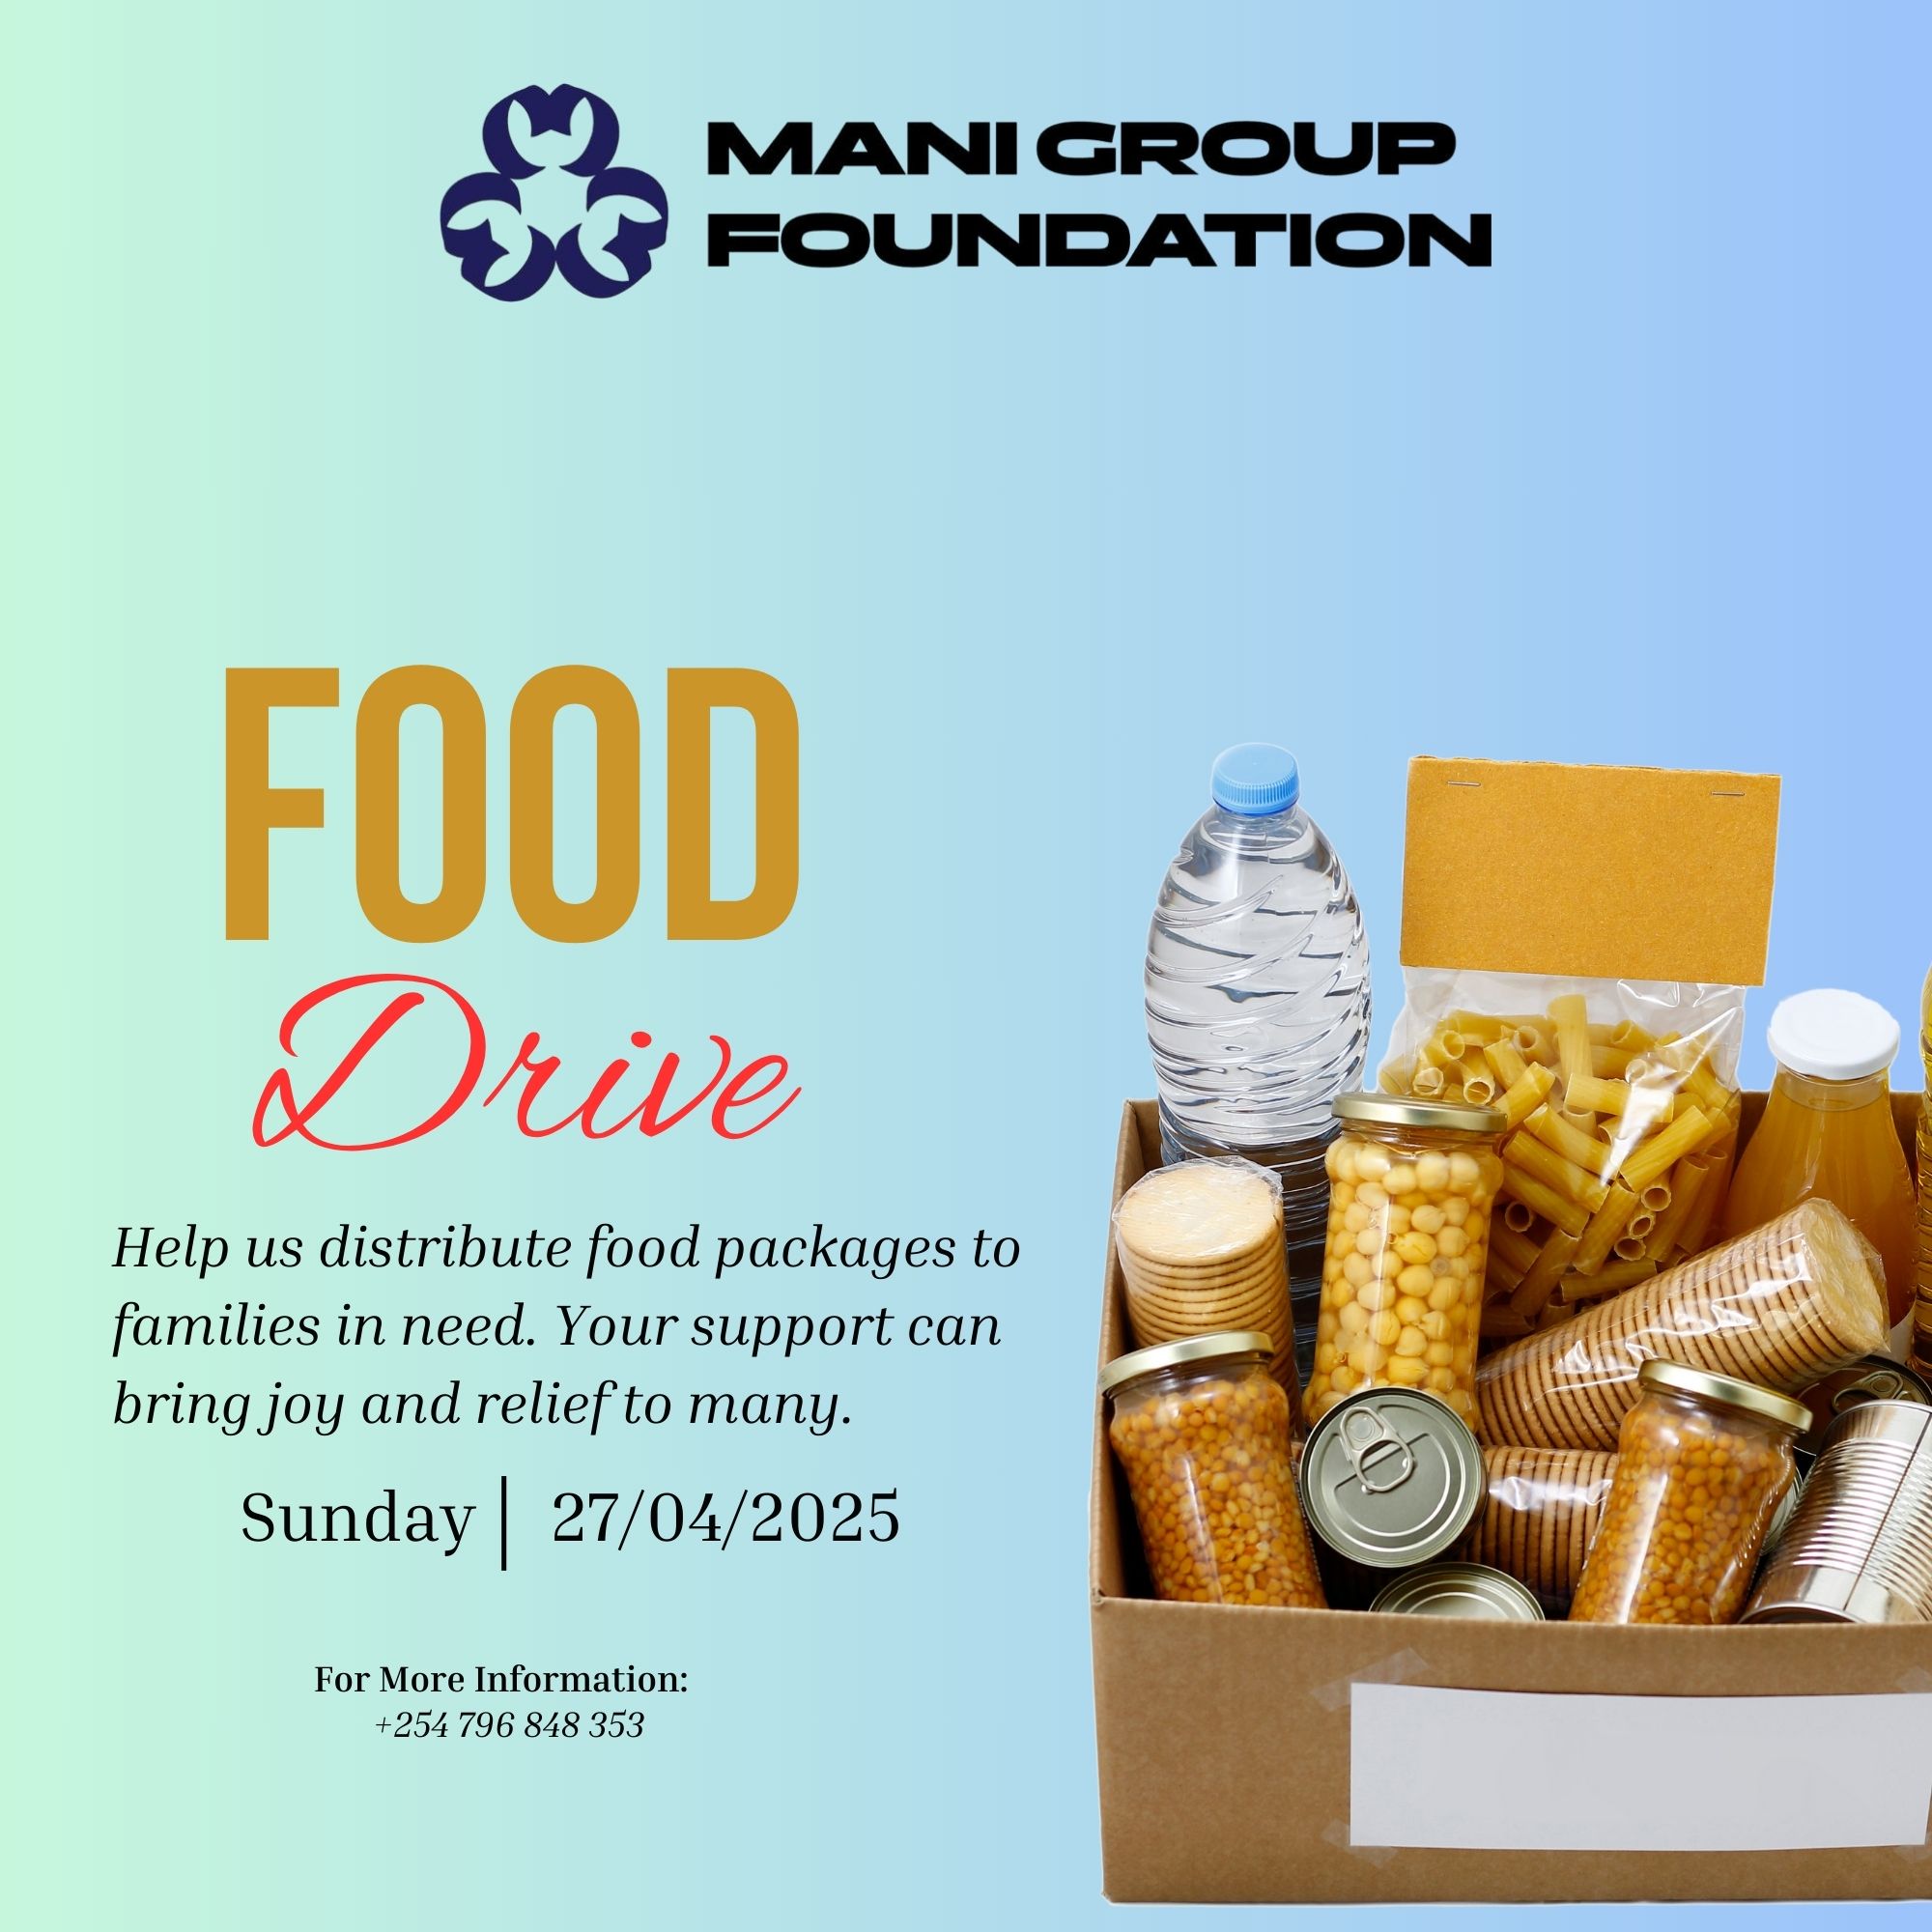 MANI GROUP
FOUNDATION
FOOD
Drive
Help us distribute food packages to
families in need. Your support can
bring joy and relief to many.
Sunday | 27/04/2025
For More Information:
+254 796 848 353